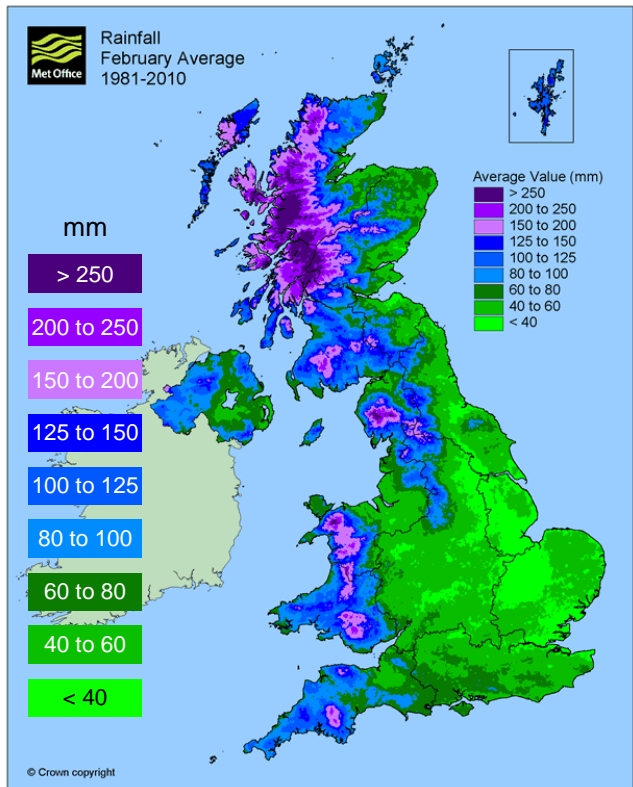 Met Office
Rainfall
February Average
1981-2010
mm
> 250
200 to 250
150 to 200
125 to 150
100 to 125
80 to 100
60 to 80
40 to 60
< 40
Average Value (mm)
> 250
200 to 250
150 to 200
125 to 150
100 to 125
80 to 100
60 to 80
40 to 60
< 40
© Crown copyright